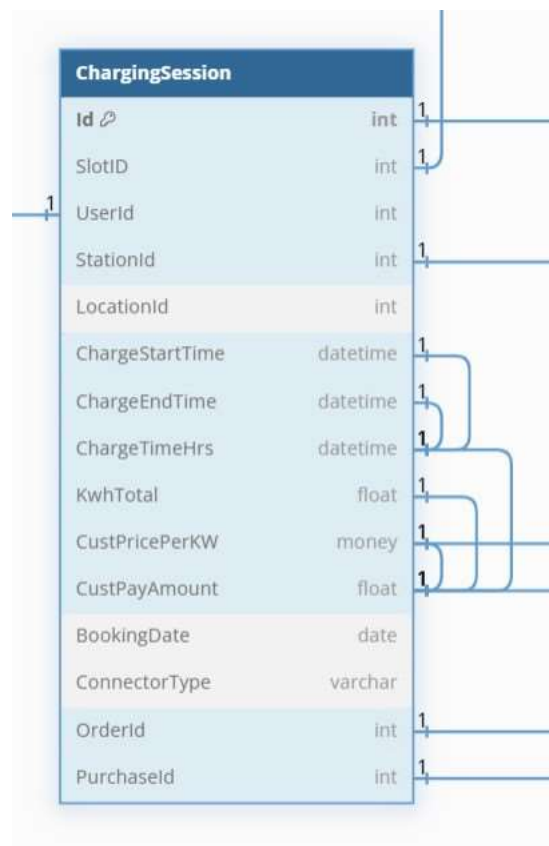 ChargingSession
Id int 1
SlotID int 1
1 UserId int
StationId int 1
LocationId int
ChargeStartTime datetime 1
ChargeEndTime datetime 1
ChargeTimeHrs datetime 1
KwhTotal float 1
CustPricePerKW money 1
CustPayAmount float 1
BookingDate date
ConnectorType varchar
OrderId int 1
PurchaseId int 1